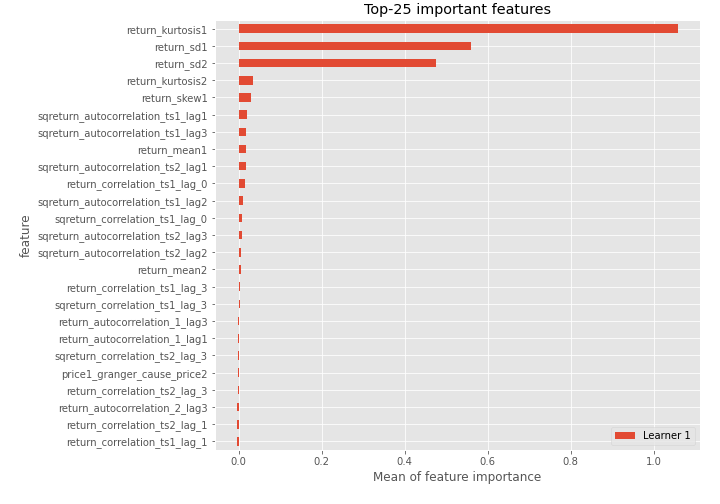 Top-25 important features
return_kurtosis1
return_sd1
return_sd2
return_kurtosis2
return_skew1
sqreturn_autocorrelation_ts1_lag1
sqreturn_autocorrelation_ts1_lag3
return_mean1
sqreturn_autocorrelation_ts2_lag1
return_correlation_ts1_lag_0
sqreturn_autocorrelation_ts1_lag2
sqreturn_correlation_ts1_lag_0
sqreturn_autocorrelation_ts2_lag3
sqreturn_autocorrelation_ts2_lag2
return_mean2
return_correlation_ts1_lag_3
sqreturn_correlation_ts1_lag_3
return_autocorrelation_1_lag3
return_autocorrelation_1_lag1
sqreturn_correlation_ts2_lag_3
price1_granger_cause_price2
return_correlation_ts2_lag_3
return_autocorrelation_2_lag3
return_correlation_ts2_lag_1
return_correlation_ts1_lag_1
feature
Learner 1
0.0 0.2 0.4 0.6 0.8 1.0
Mean of feature importance